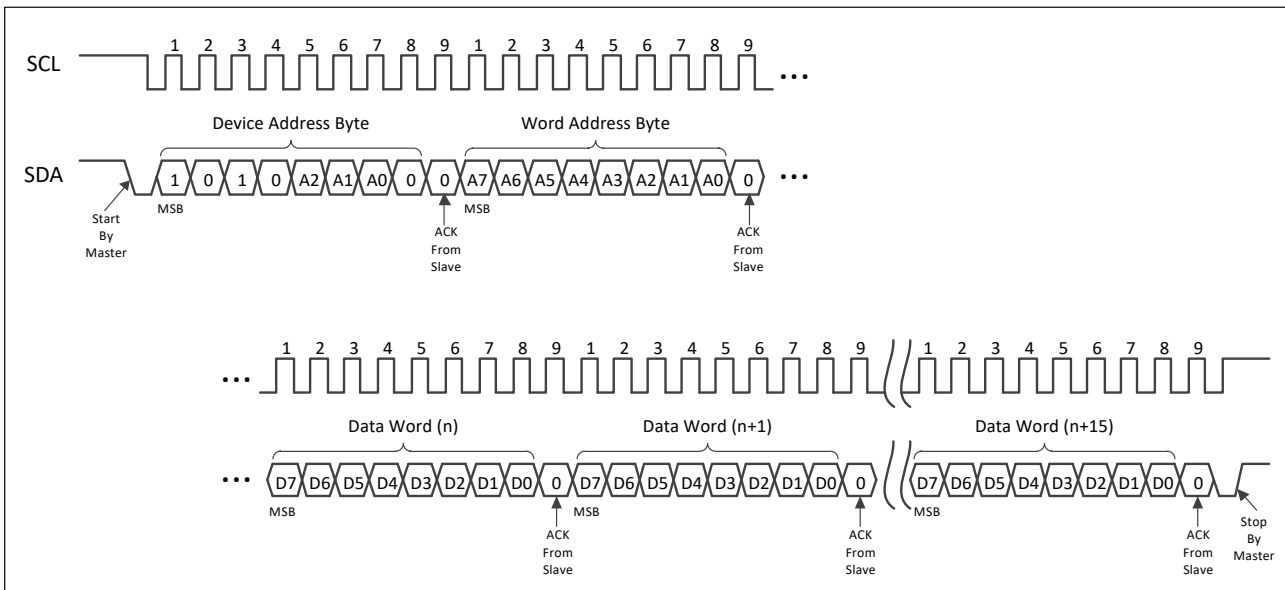 1 2 3 4 5 6 7 8 9 1 2 3 4 5 6 7 8 9
SCL
Device Address Byte Word Address Byte
SDA 1 0 1 0 A2 A1 A0 0 0 A7 A6 A5 A4 A3 A2 A1 A0 0
MSB MSB
Start
By
Master
ACK
From
Slave
ACK
From
Slave
1 2 3 4 5 6 7 8 9 1 2 3 4 5 6 7 8 9 1 2 3 4 5 6 7 8 9
Data Word (n) Data Word (n+1) Data Word (n+15)
D7 D6 D5 D4 D3 D2 D1 D0 0 D7 D6 D5 D4 D3 D2 D1 D0 0 D7 D6 D5 D4 D3 D2 D1 D0 0
MSB MSB MSB
ACK
From
Slave
ACK
From
Slave
ACK
From
Slave
Stop
By
Master